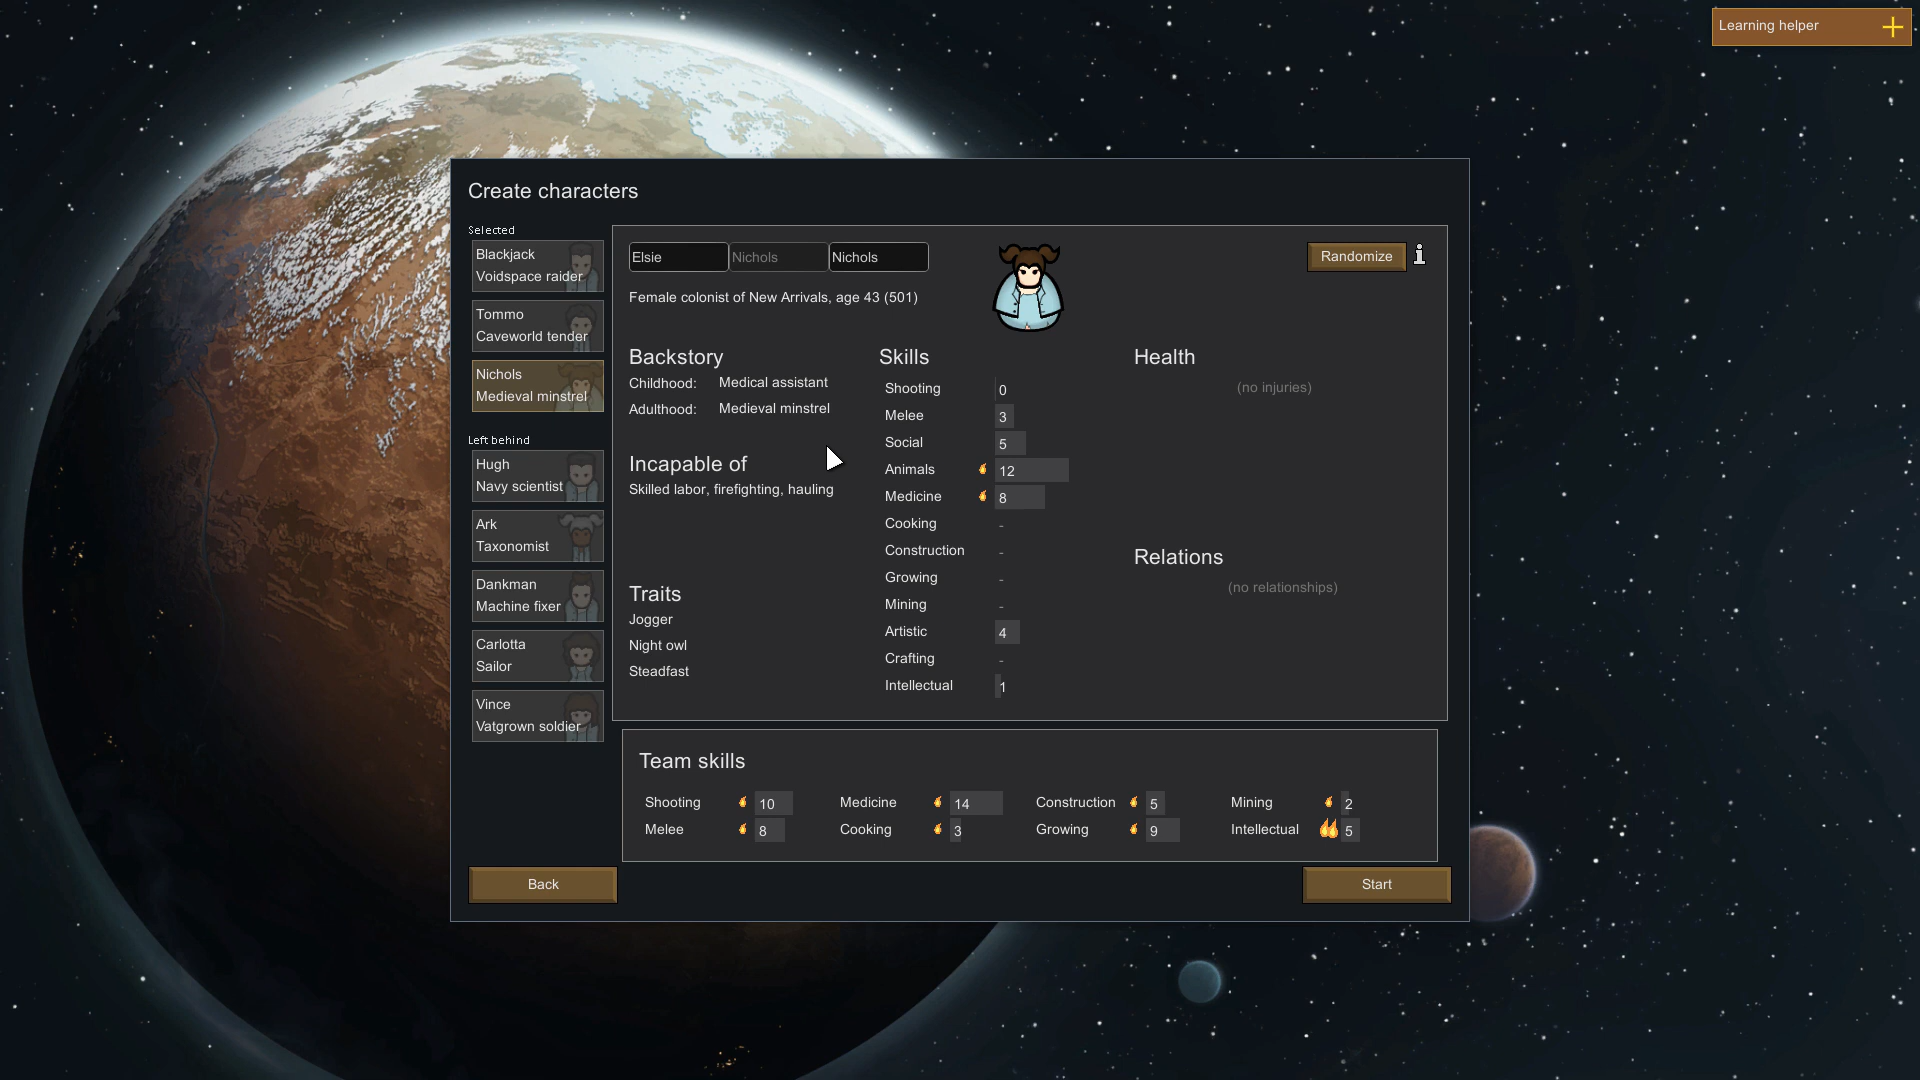 Learning helper
Create characters
Selected
Blackjack
Voidspace raider
Tommo
Caveworld tender
Nichols
Medieval minstrel
Left behind
Hugh
Navy scientist
Ark
Taxonomist
Dankman
Machine fixer
Carlotta
Sailor
Vince
Vatgrown soldier
Elsie Nichols Nichols
Randomize
Female colonist of New Arrivals, age 43 (501)
Backstory
Childhood: Medical assistant
Adulthood: Medieval minstrel
Incapable of
Skilled labor, firefighting, hauling
Traits
Jogger
Night owl
Steadfast
Skills
Shooting 0
Melee 3
Social 5
Animals 12
Medicine 8
Cooking -
Construction -
Growing -
Mining -
Artistic 4
Crafting -
Intellectual 1
Health
(no injuries)
Relations
(no relationships)
Team skills
Shooting 10 Medicine 14 Construction 5 Mining 2
Melee 8 Cooking 3 Growing 9 Intellectual 5
Back
Start